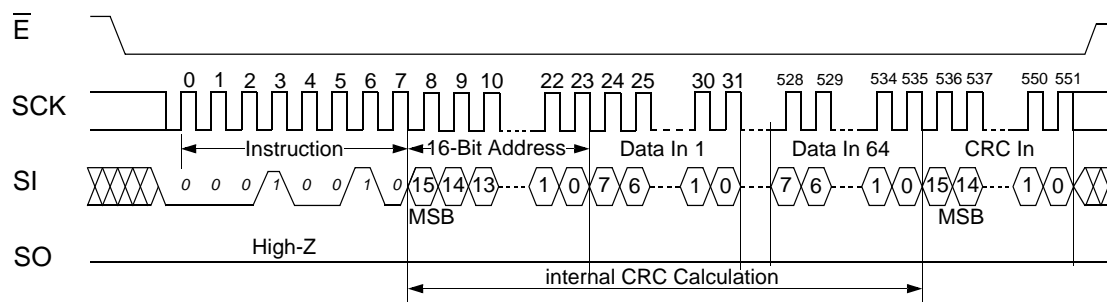 E
0 1 2 3 4 5 6 7 8 9 10 22 23 24 25 30 31 528 529 534 535 536 537 550 551
SCK
Instruction 16-Bit Address Data In 1 Data In 64 CRC In
SI 0 0 0 1 0 0 1 0 15 14 13 1 0 7 6 1 0 7 6 1 0 15 14 1 0
MSB MSB
High-Z
SO
internal CRC Calculation